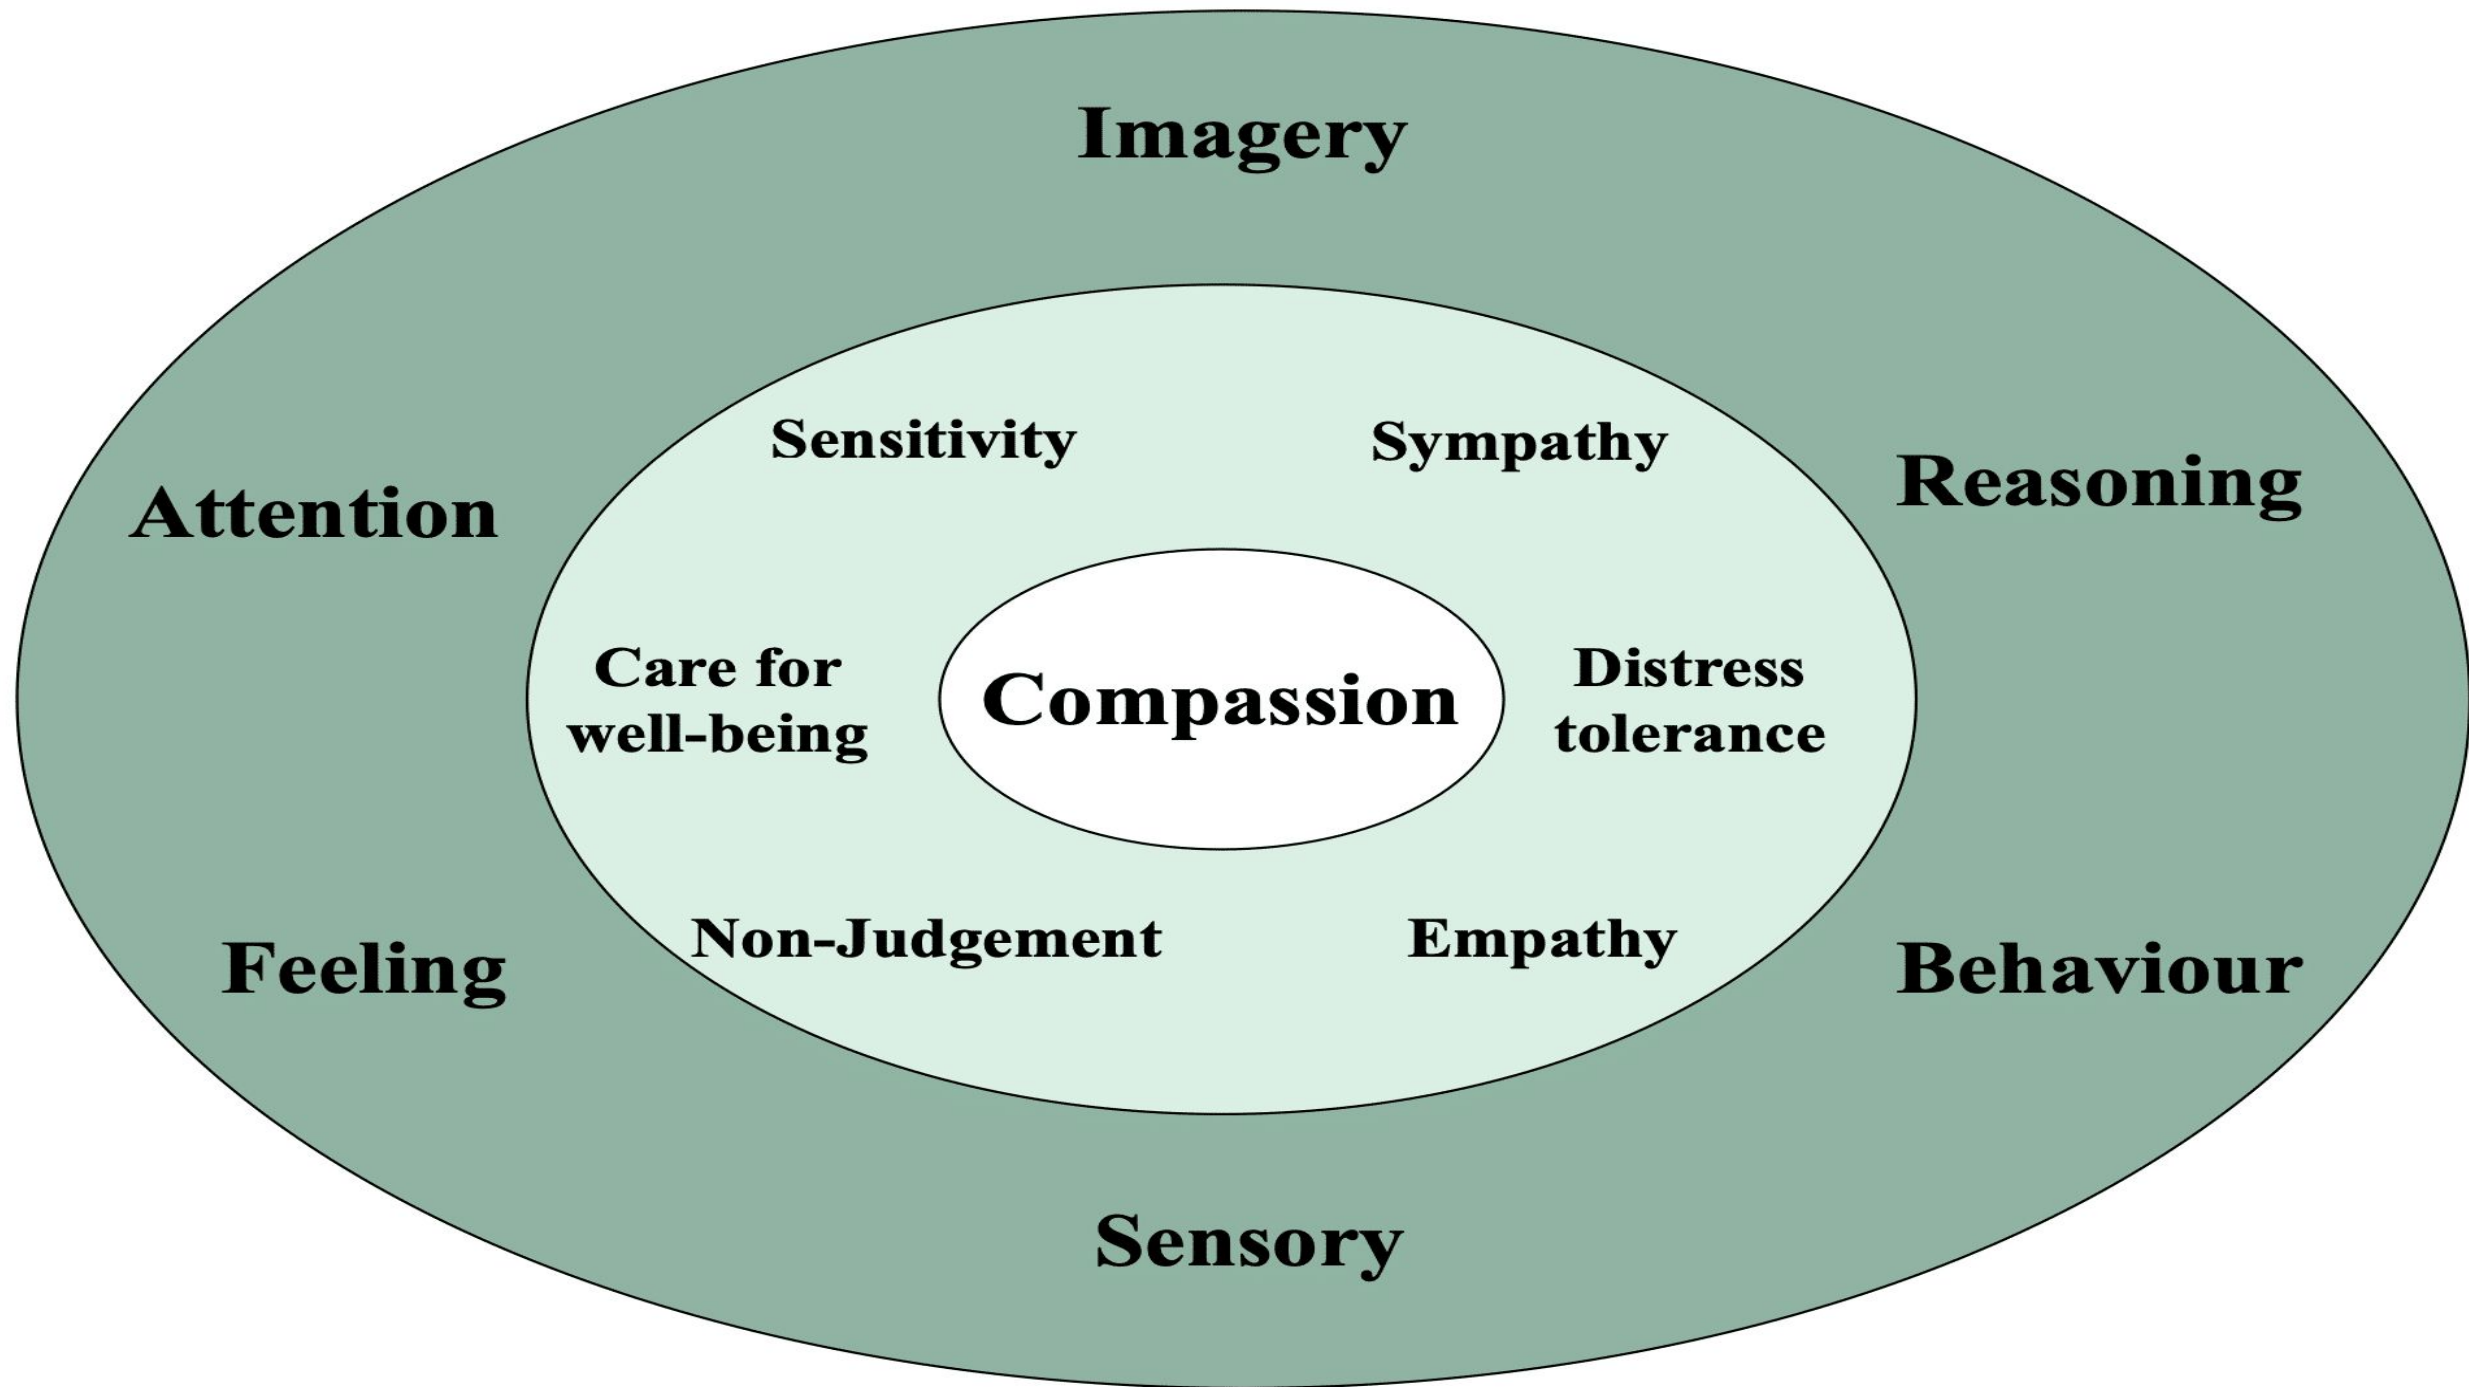 Imagery
Attention
Reasoning
Sensitivity
Sympathy
Care for
well-being
Compassion
Distress
tolerance
Non-Judgement
Empathy
Feeling
Behaviour
Sensory